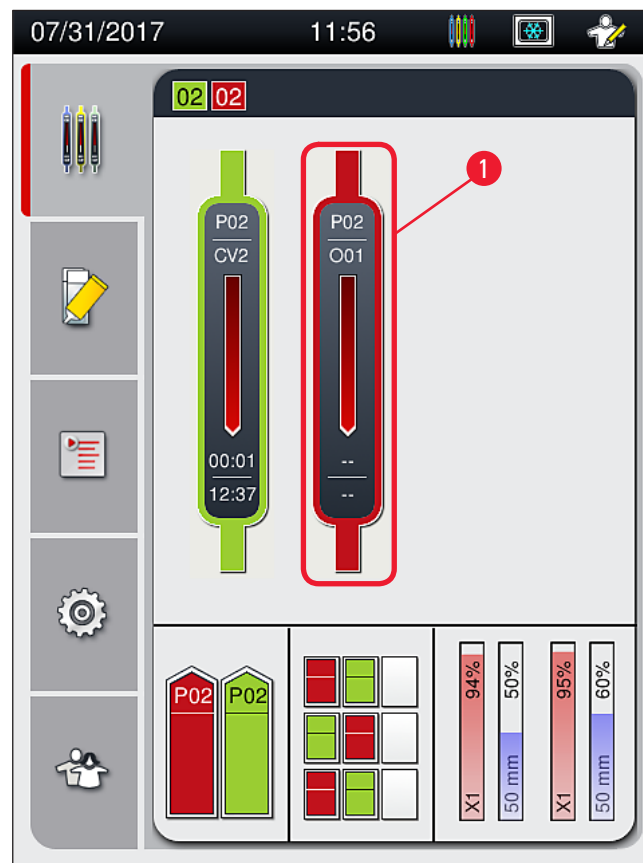 07/31/2017 11:56
02 02
1
P02
CV2
00:01
12:37
P02
O01
--
--
P02 P02
X1 94%
50 mm 50%
X1 95%
50 mm 60%